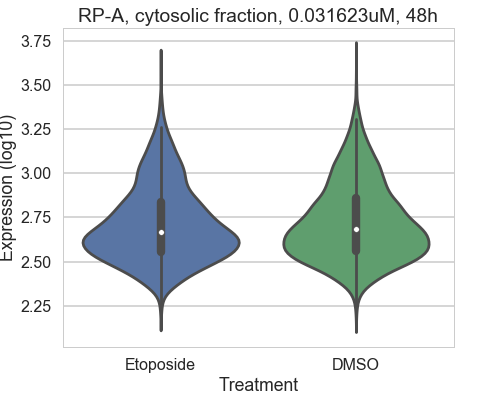 RP-A, cytosolic fraction, 0.031623uM, 48h
3.75
3.50
3.25
3.00
2.75
2.50
2.25
Expression (log10)
Etoposide DMSO
Treatment